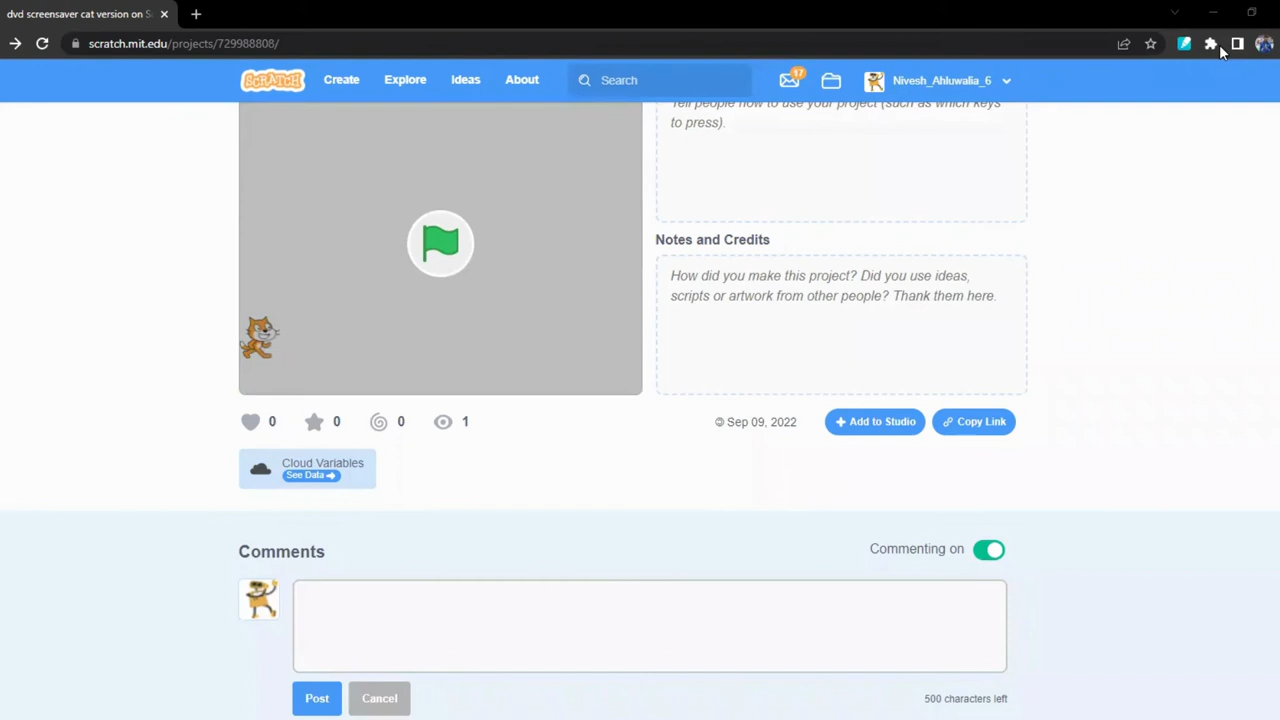 dvd screensaver cat version on S
scratch.mit.edu/projects/729988808/
SCRATCH Create Explore Ideas About Search 17 Nivesh_Ahluwalia_6
Tell people how to use your project (such as which keys
to press).
Notes and Credits
How did you make this project? Did you use ideas,
scripts or artwork from other people? Thank them here.
0 0 0 1 Sep 09, 2022 Add to Studio Copy Link
Cloud Variables
See Data
Comments Commenting on
Post Cancel 500 characters left